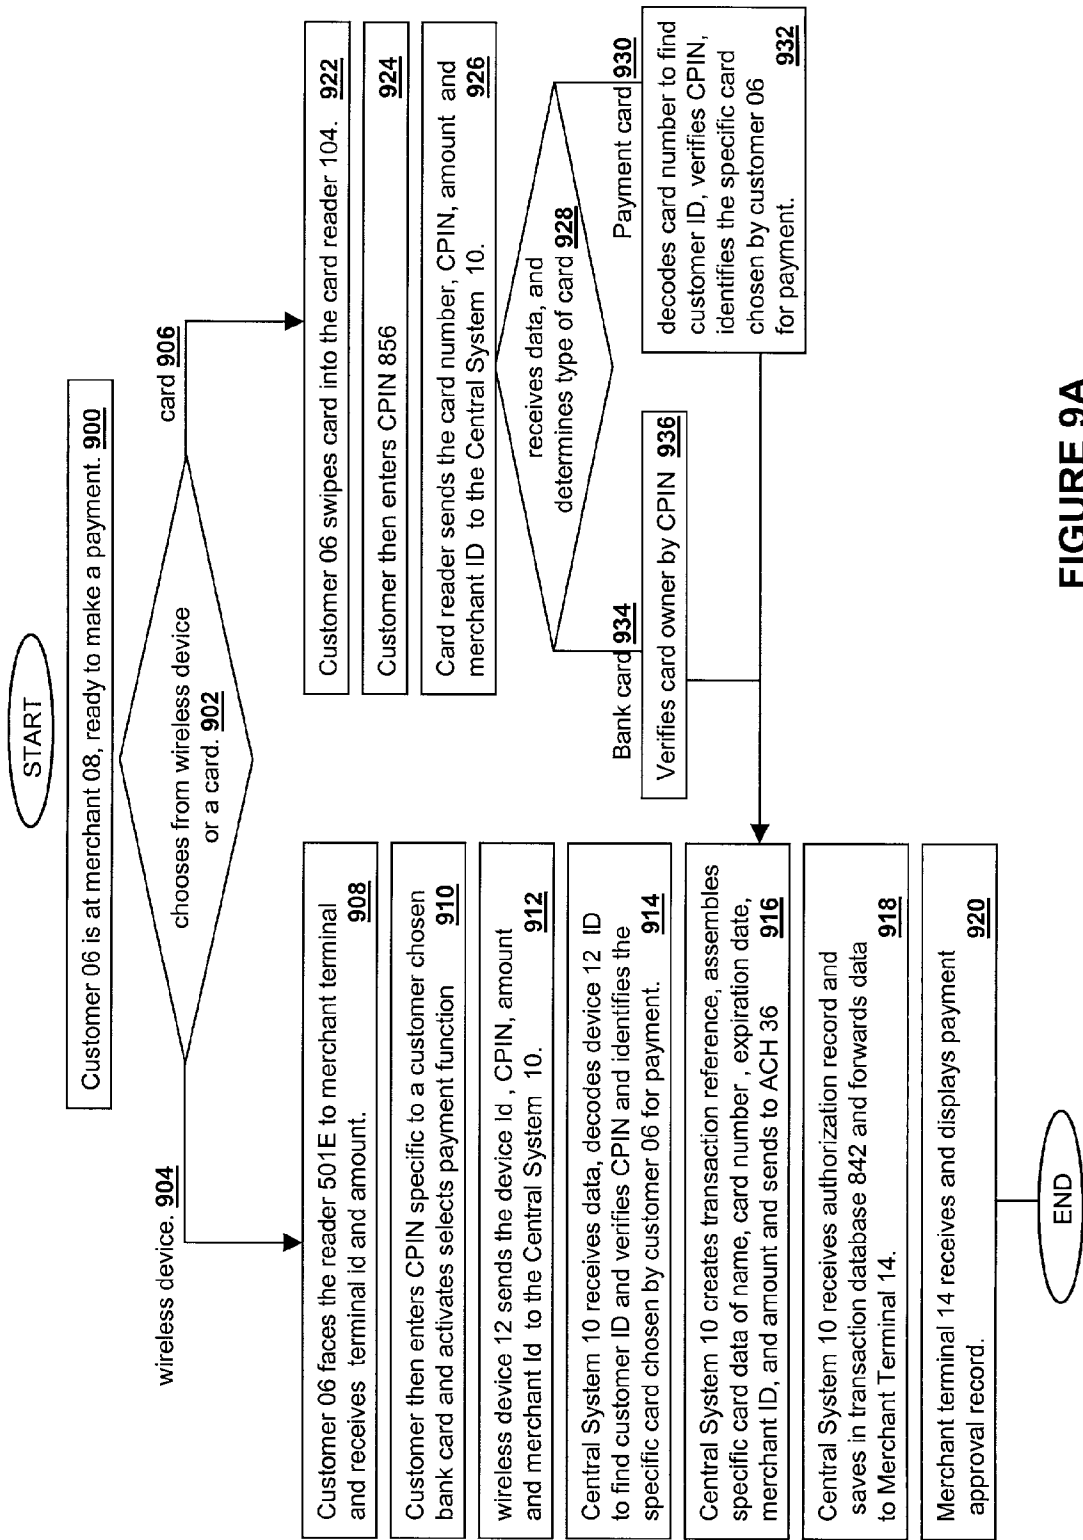 START
Customer 06 is at merchant 08, ready to make a payment. 900
chooses from wireless device
or a card. 902
wireless device. 904
card 906
Customer 06 faces the reader 501E to merchant terminal
and receives terminal id and amount. 908
Customer then enters CPIN specific to a customer chosen
bank card and activates selects payment function 910
wireless device 12 sends the device Id , CPIN, amount
and merchant Id to the Central System 10. 912
Central System 10 receives data, decodes device 12 ID
to find customer ID and verifies CPIN and identifies the
specific card chosen by customer 06 for payment. 914
Central System 10 creates transaction reference, assembles
specific card data of name, card number , expiration date,
merchant ID, and amount and sends to ACH 36 916
Central System 10 receives authorization record and
saves in transaction database 842 and forwards data
to Merchant Terminal 14. 918
Merchant terminal 14 receives and displays payment
approval record. 920
END
Customer 06 swipes card into the card reader 104. 922
Customer then enters CPIN 856 924
Card reader sends the card number, CPIN, amount and
merchant ID to the Central System 10. 926
receives data, and
determines type of card 928
Bank card 934
Payment card 930
Verifies card owner by CPIN 936
decodes card number to find
customer ID, verifies CPIN,
identifies the specific card
chosen by customer 06
for payment. 932
FIGURE 9A